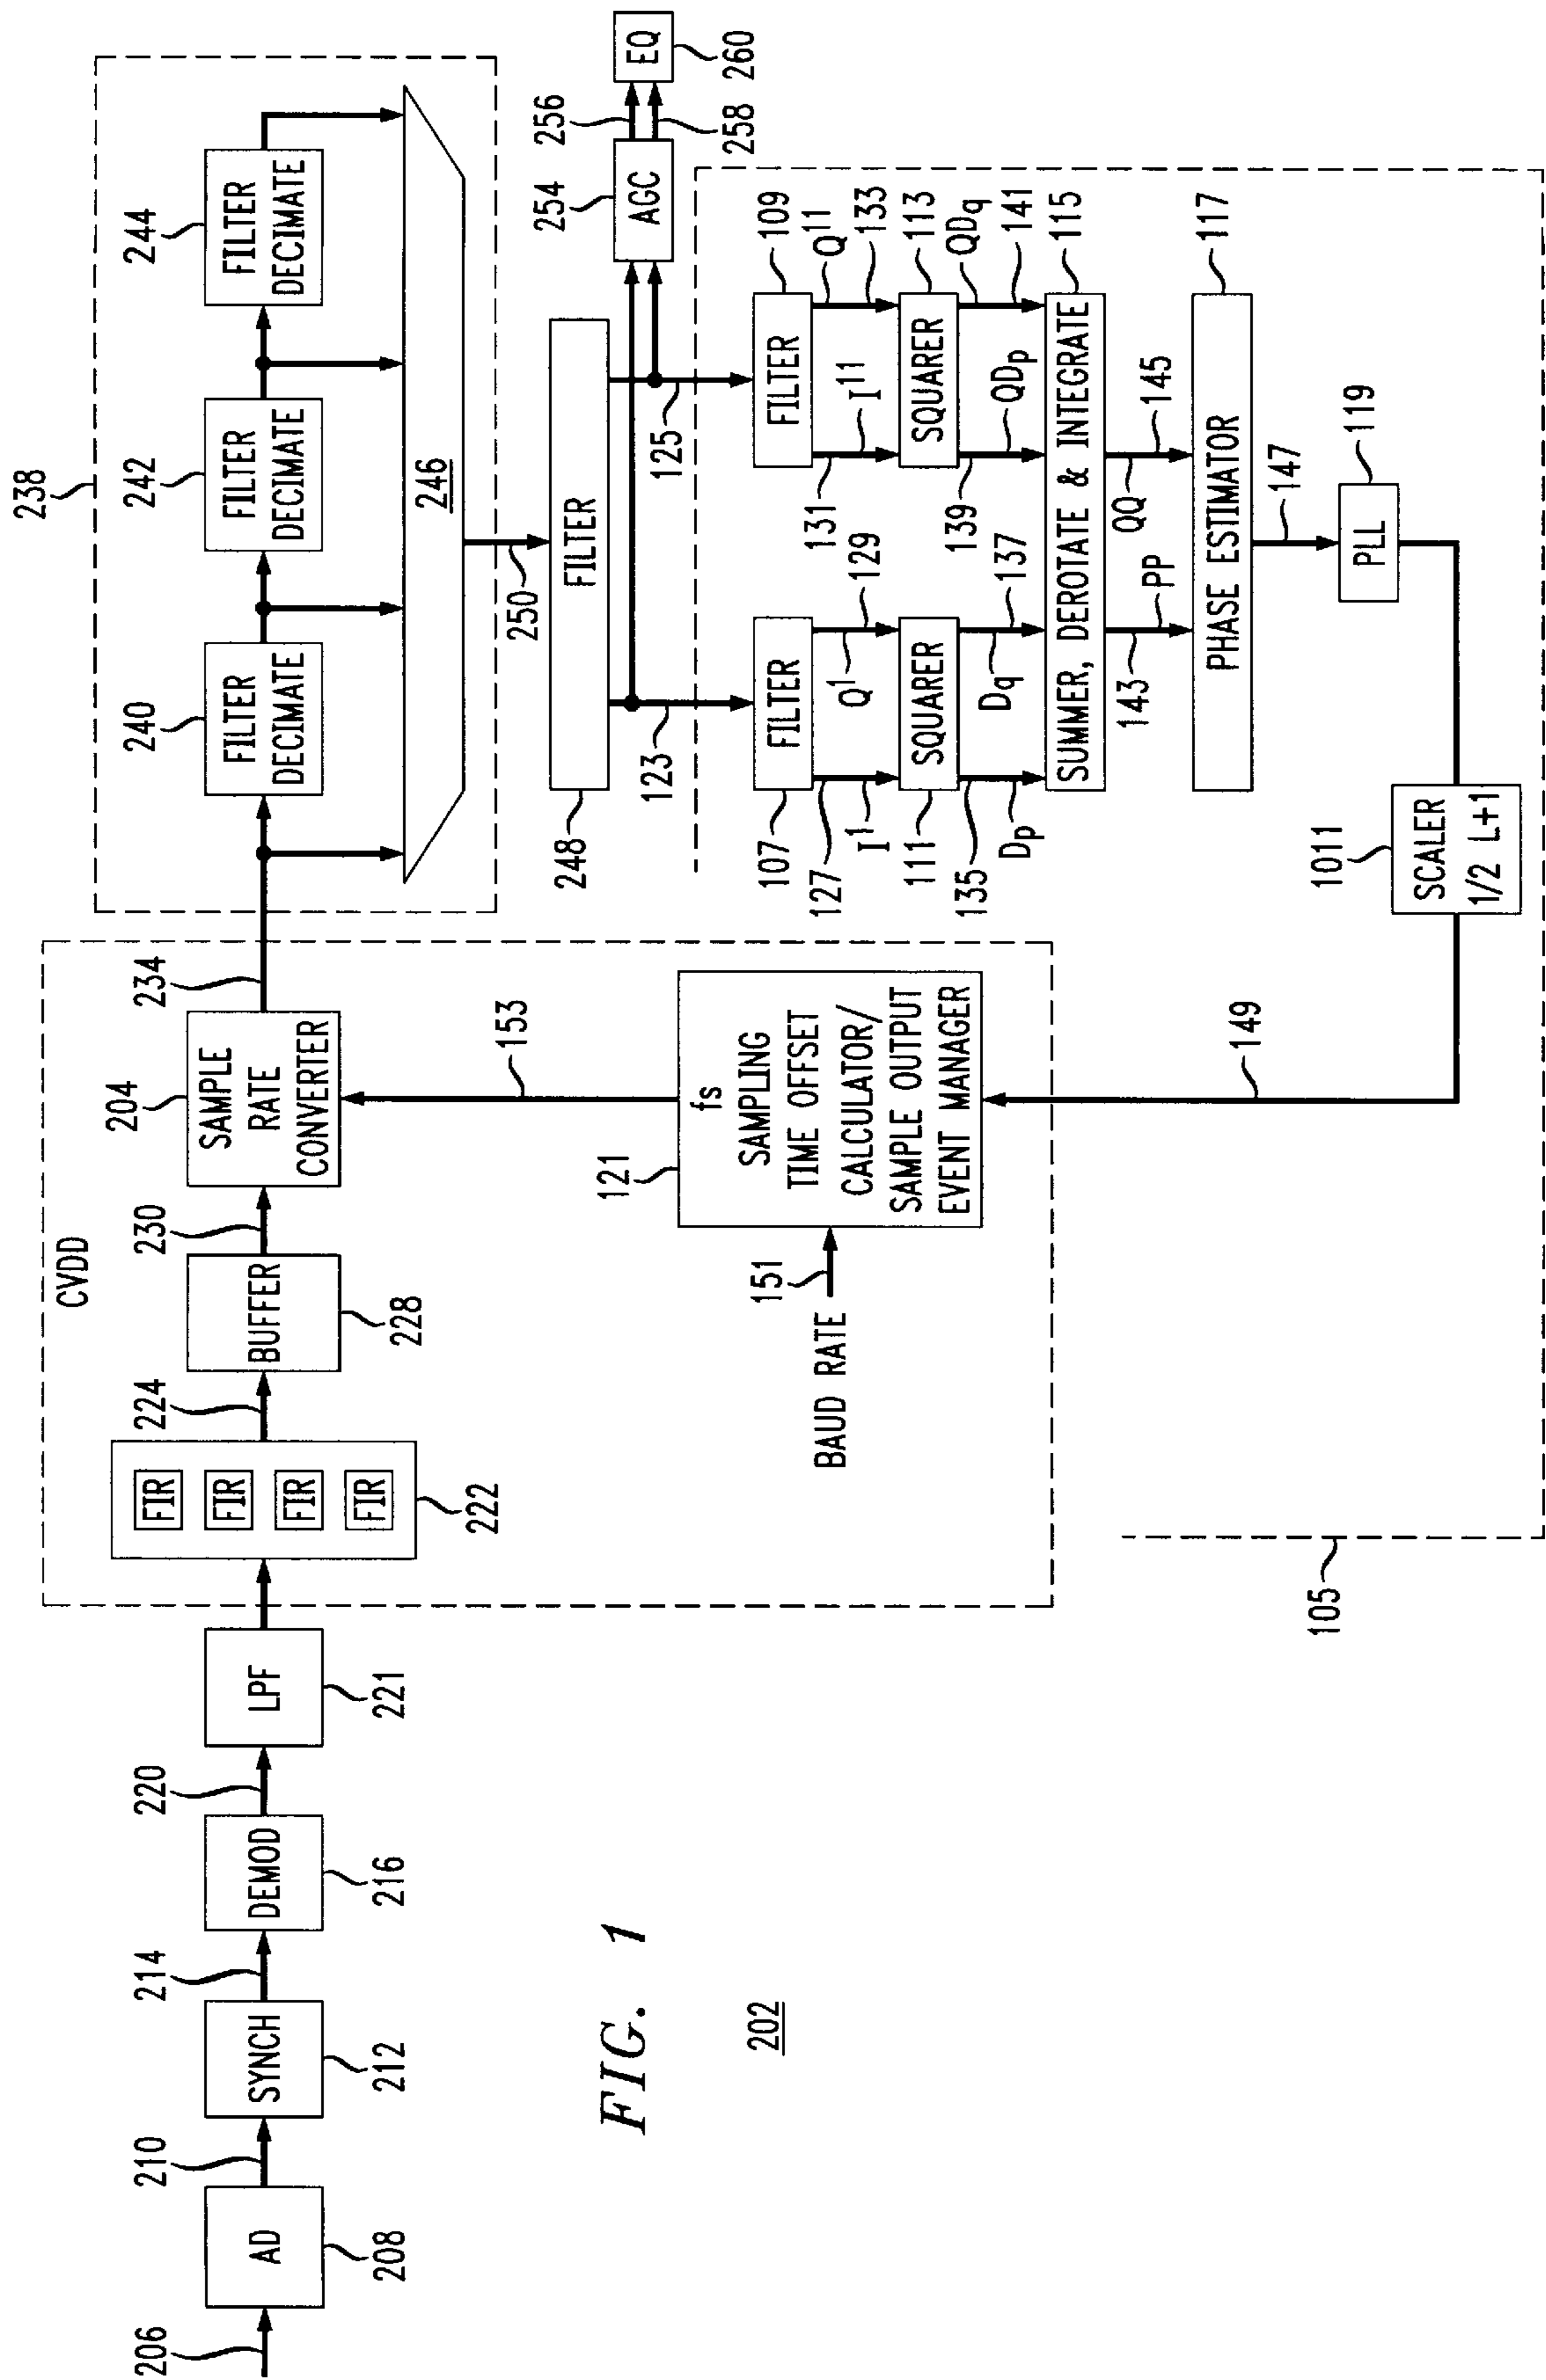 206
AD
208
210
SYNCH
212
214
DEMOD
216
220
LPF
221
CVDD
FIR
FIR
FIR
FIR
222
224
BUFFER
228
230
204
SAMPLE
RATE
CONVERTER
234
153
121
fs
SAMPLING
TIME OFFSET
CALCULATOR/
SAMPLE OUTPUT
EVENT MANAGER
151
BAUD RATE
149
238
240
FILTER
DECIMATE
242
FILTER
DECIMATE
244
FILTER
DECIMATE
246
250
FILTER
248
123
125
254
AGC
256
258
EQ
260
107
FILTER
109
FILTER
127
I1
Q1
129
131
I11
Q11
133
111
SQUARER
113
SQUARER
135
Dp
Dq
137
139
QDp
QDq
141
SUMMER, DEROTATE & INTEGRATE
115
143
PP
QQ
145
PHASE ESTIMATOR
117
147
PLL
119
1011
SCALER
1/2 L+1
105
FIG. 1
202